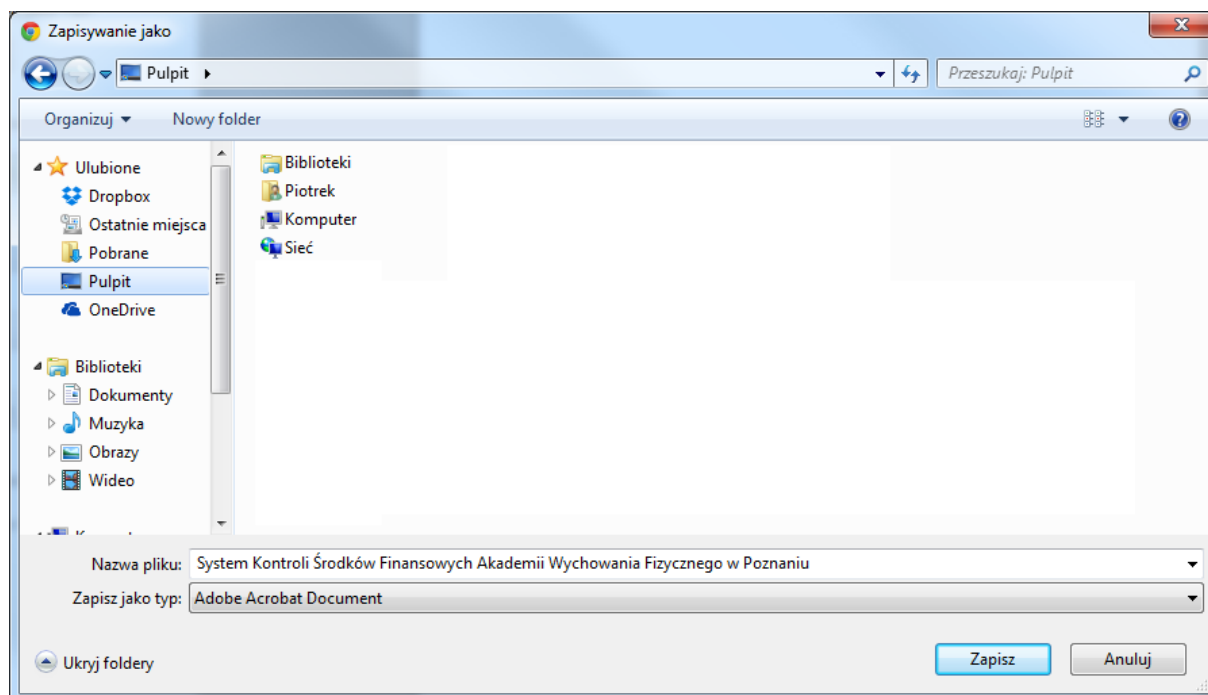 Zapisywanie jako
Pulpit
Przeszukaj: Pulpit
Organizuj
Nowy folder
Ulubione
Dropbox
Ostatnie miejsca
Pobrane
Pulpit
OneDrive
Biblioteki
Dokumenty
Muzyka
Obrazy
Wideo
Biblioteki
Piotrek
Komputer
Sieć
Nazwa pliku: System Kontroli Środków Finansowych Akademii Wychowania Fizycznego w Poznaniu
Zapisz jako typ: Adobe Acrobat Document
Ukryj foldery
Zapisz
Anuluj